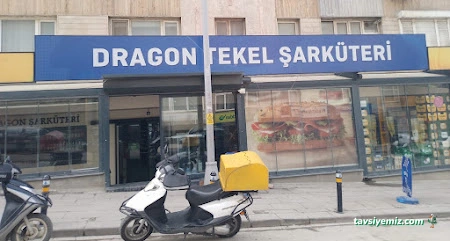 DRAGON TEKEL ŞARKÜTERİ
GON ŞARKÜTERİ
tavsiyemiz.com